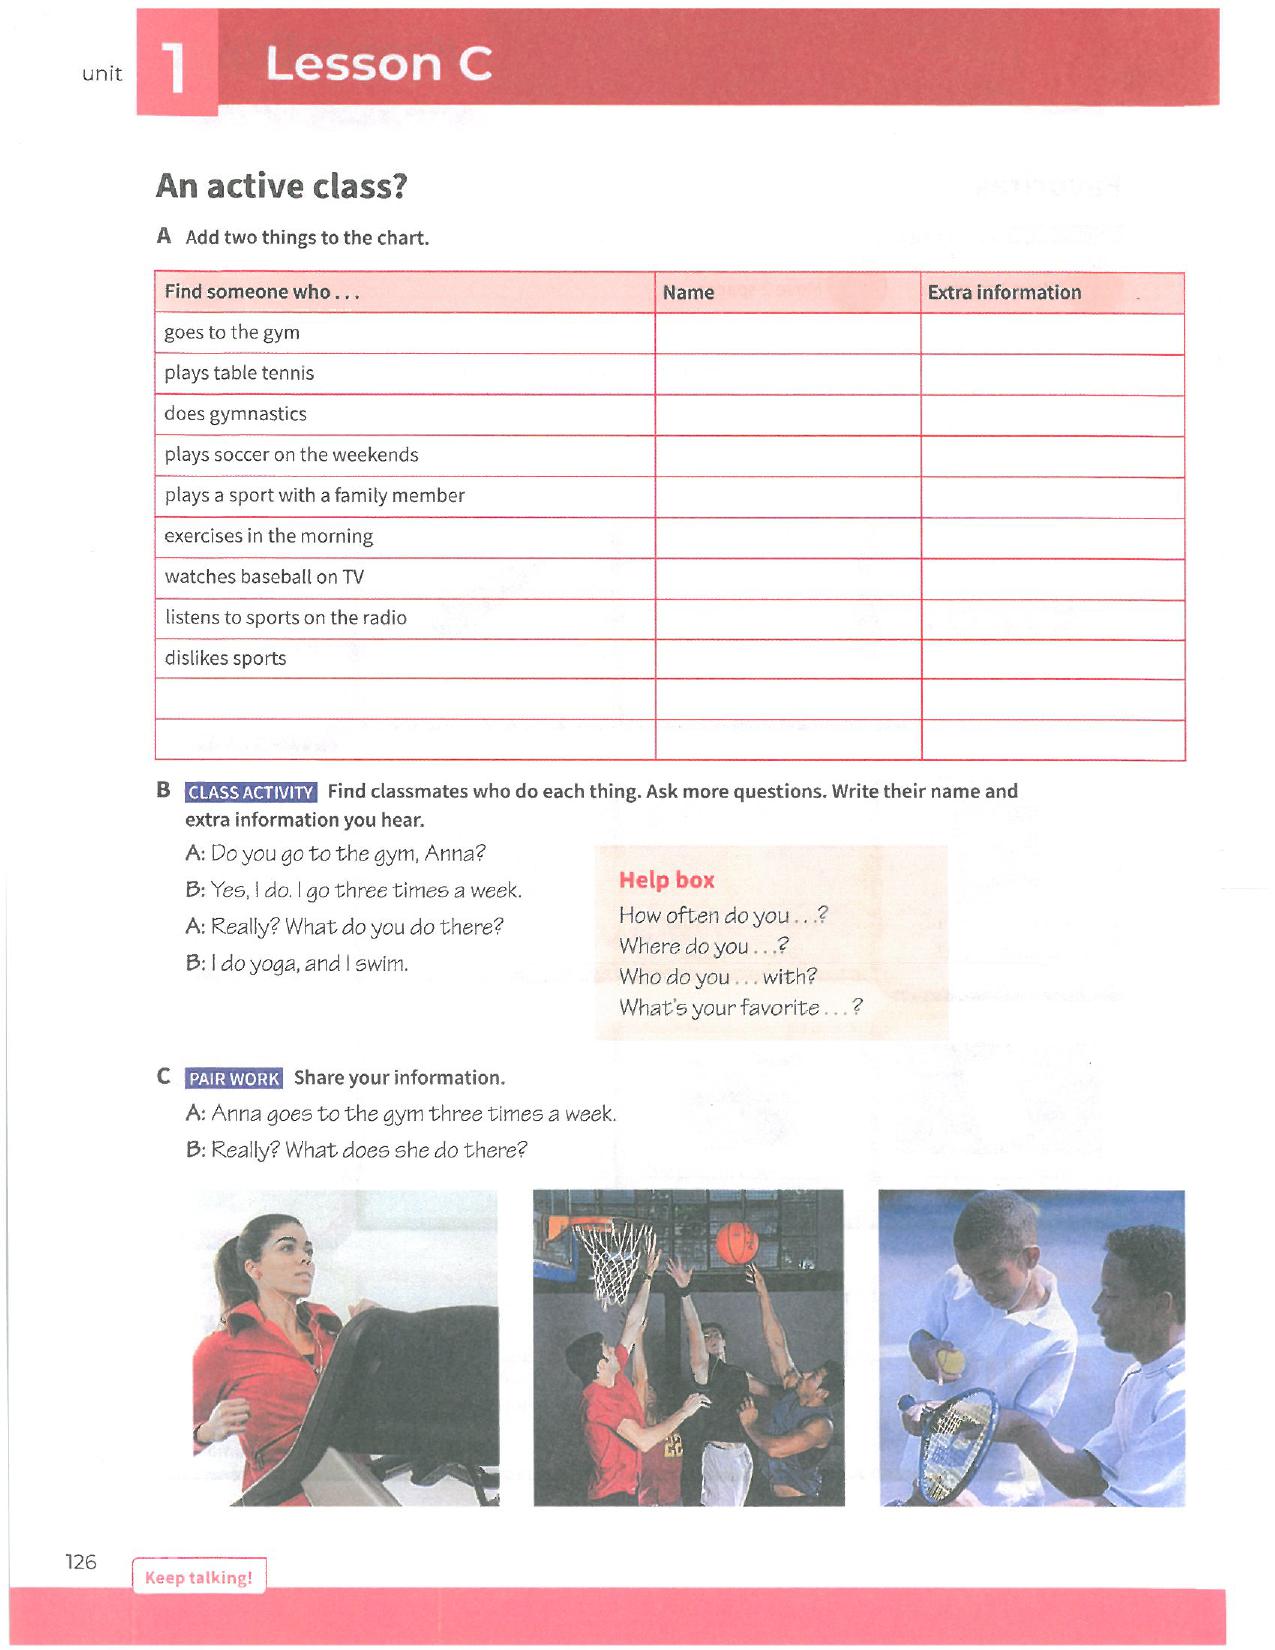 unit 1 Lesson C
An active class?
A Add two things to the chart.
Find someone who . . . Name Extra information
goes to the gym
plays table tennis
does gymnastics
plays soccer on the weekends
plays a sport with a family member
exercises in the morning
watches baseball on TV
listens to sports on the radio
dislikes sports
B CLASS ACTIVITY Find classmates who do each thing. Ask more questions. Write their name and
extra information you hear.
A: Do you go to the gym, Anna?
B: Yes, I do. I go three times a week.
A: Really? What do you do there?
B: I do yoga, and I swim.
Help box
How often do you . . . ?
Where do you . . . ?
Who do you . . . with?
What's your favorite . . . ?
C PAIR WORK Share your information.
A: Anna goes to the gym three times a week.
B: Really? What does she do there?
22
126
Keep talking!